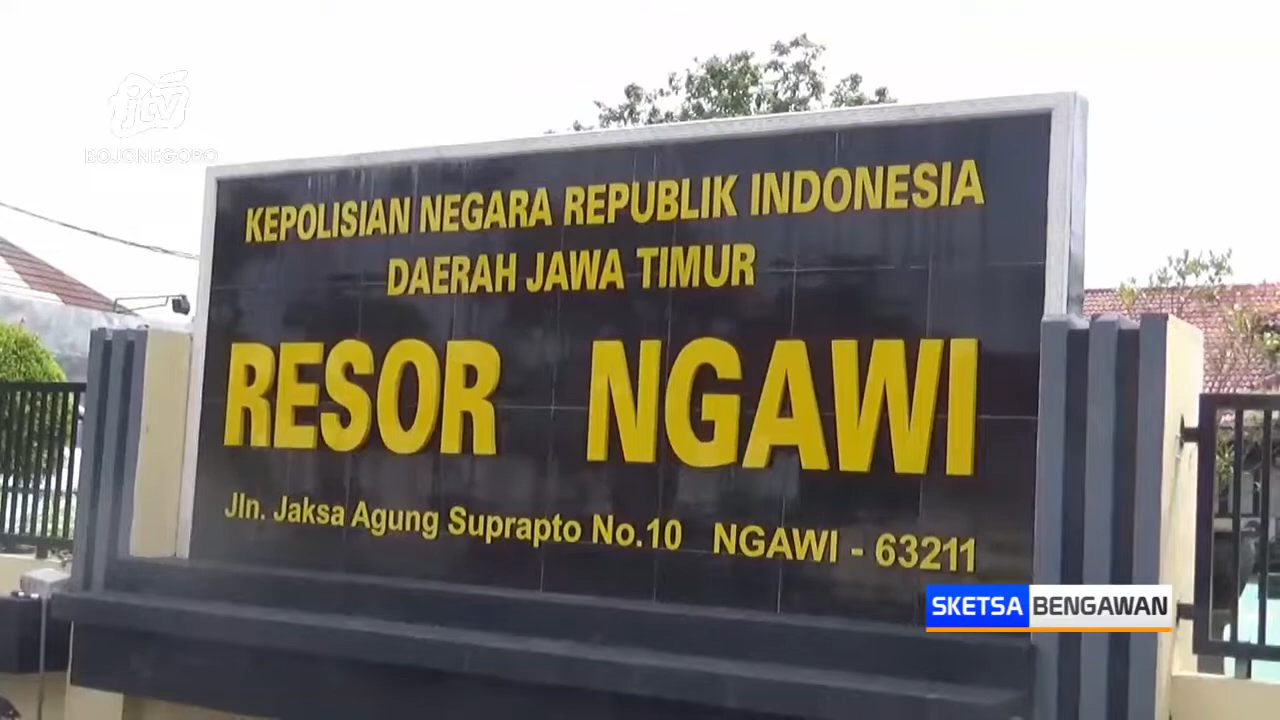 jtv
BOJONEGORO
KEPOLISIAN NEGARA REPUBLIK INDONESIA
DAERAH JAWA TIMUR
RESOR NGAWI
Jln. Jaksa Agung Suprapto No.10 NGAWI - 63211
SKETSA BENGAWAN